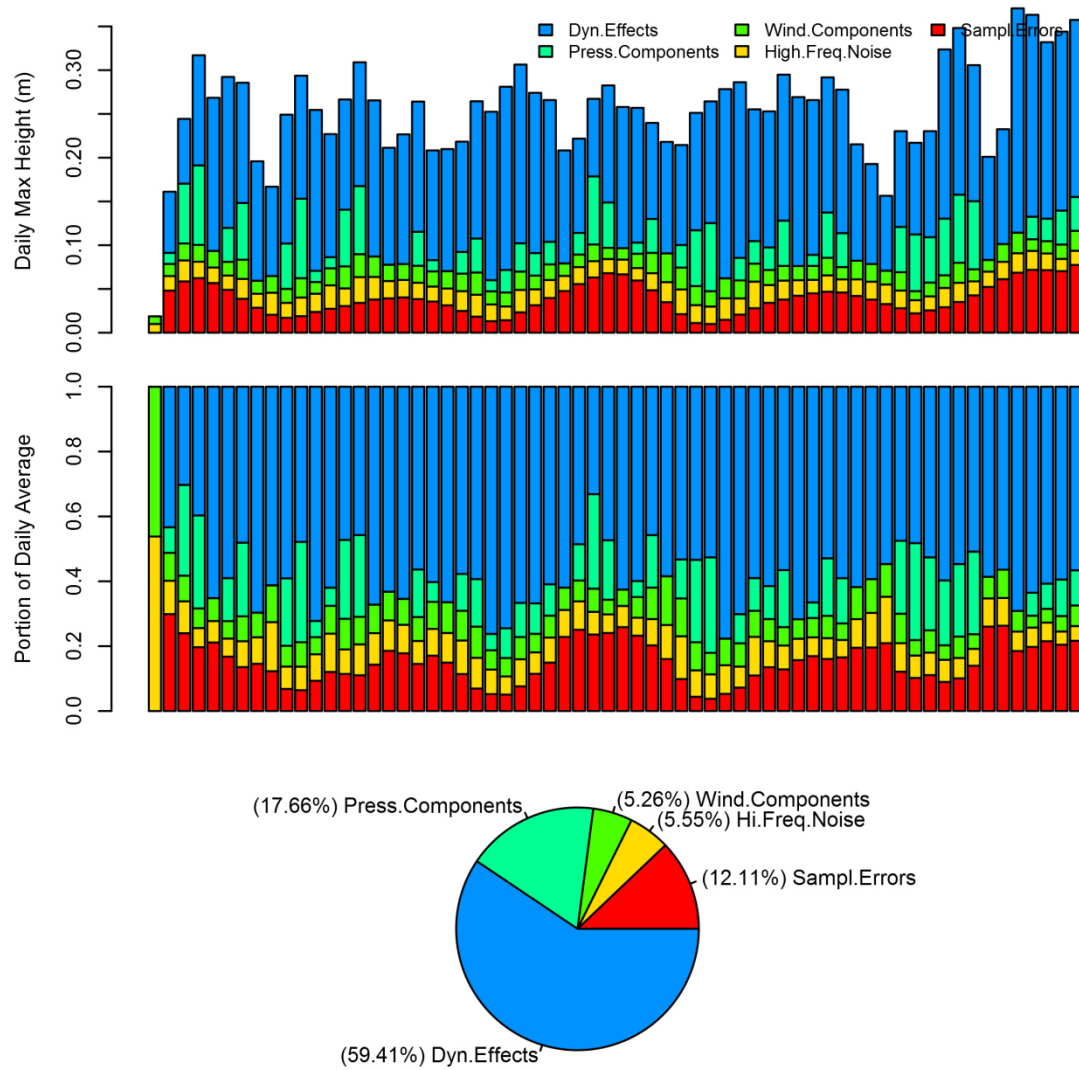 Dyn.Effects Wind.Components Sampl.Errors
Press.Components High.Freq.Noise
Daily Max Height (m)
0.30
0.20
0.10
0.00
Portion of Daily Average
1.0
0.8
0.6
0.4
0.2
0.0
(17.66%) Press.Components
(5.26%) Wind.Components
(5.55%) Hi.Freq.Noise
(12.11%) Sampl.Errors
(59.41%) Dyn.Effects